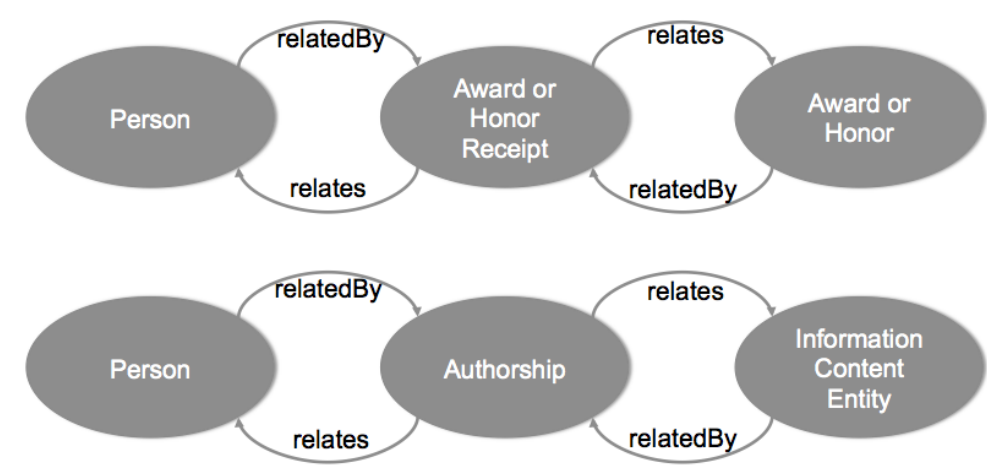 relatedBy
relates
Person
Award or
Honor
Receipt
Award or
Honor
relates
relatedBy
relatedBy
relates
Person
Authorship
Information
Content
Entity
relates
relatedBy